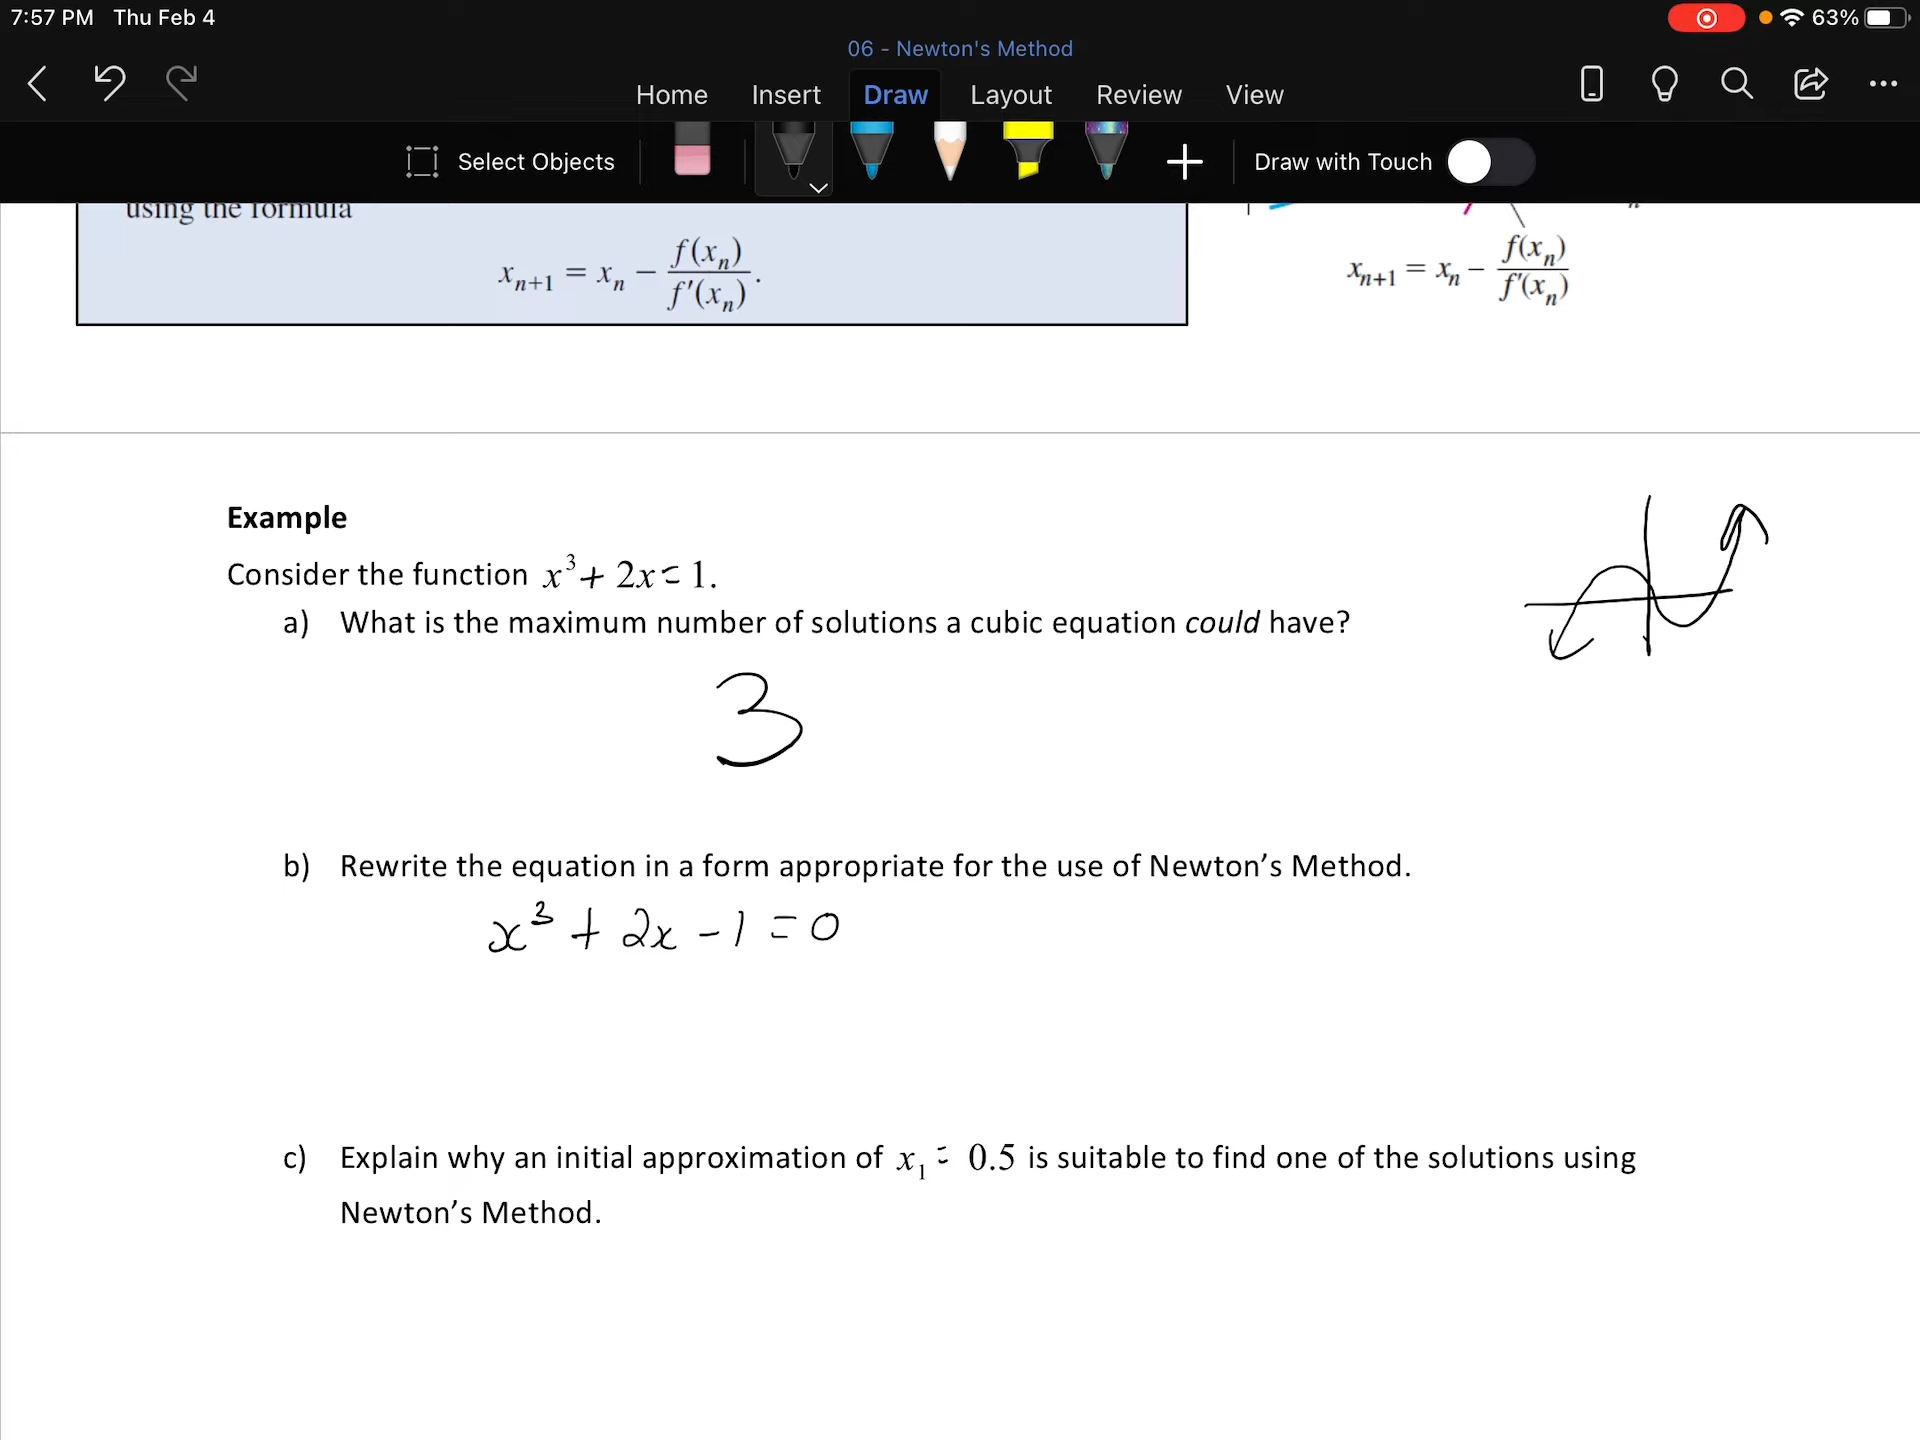 7:57 PM Thu Feb 4
63%
06 - Newton's Method
Home Insert Draw Layout Review View
Select Objects
Draw with Touch
using the formula
xₙ₊₁ = xₙ − f(xₙ)/f′(xₙ).
xₙ₊₁ = xₙ − f(xₙ)/f′(xₙ)
Example
Consider the function x³ + 2x = 1.
a) What is the maximum number of solutions a cubic equation could have?
3
b) Rewrite the equation in a form appropriate for the use of Newton’s Method.
x³ + 2x − 1 = 0
c) Explain why an initial approximation of x₁ = 0.5 is suitable to find one of the solutions using
Newton’s Method.